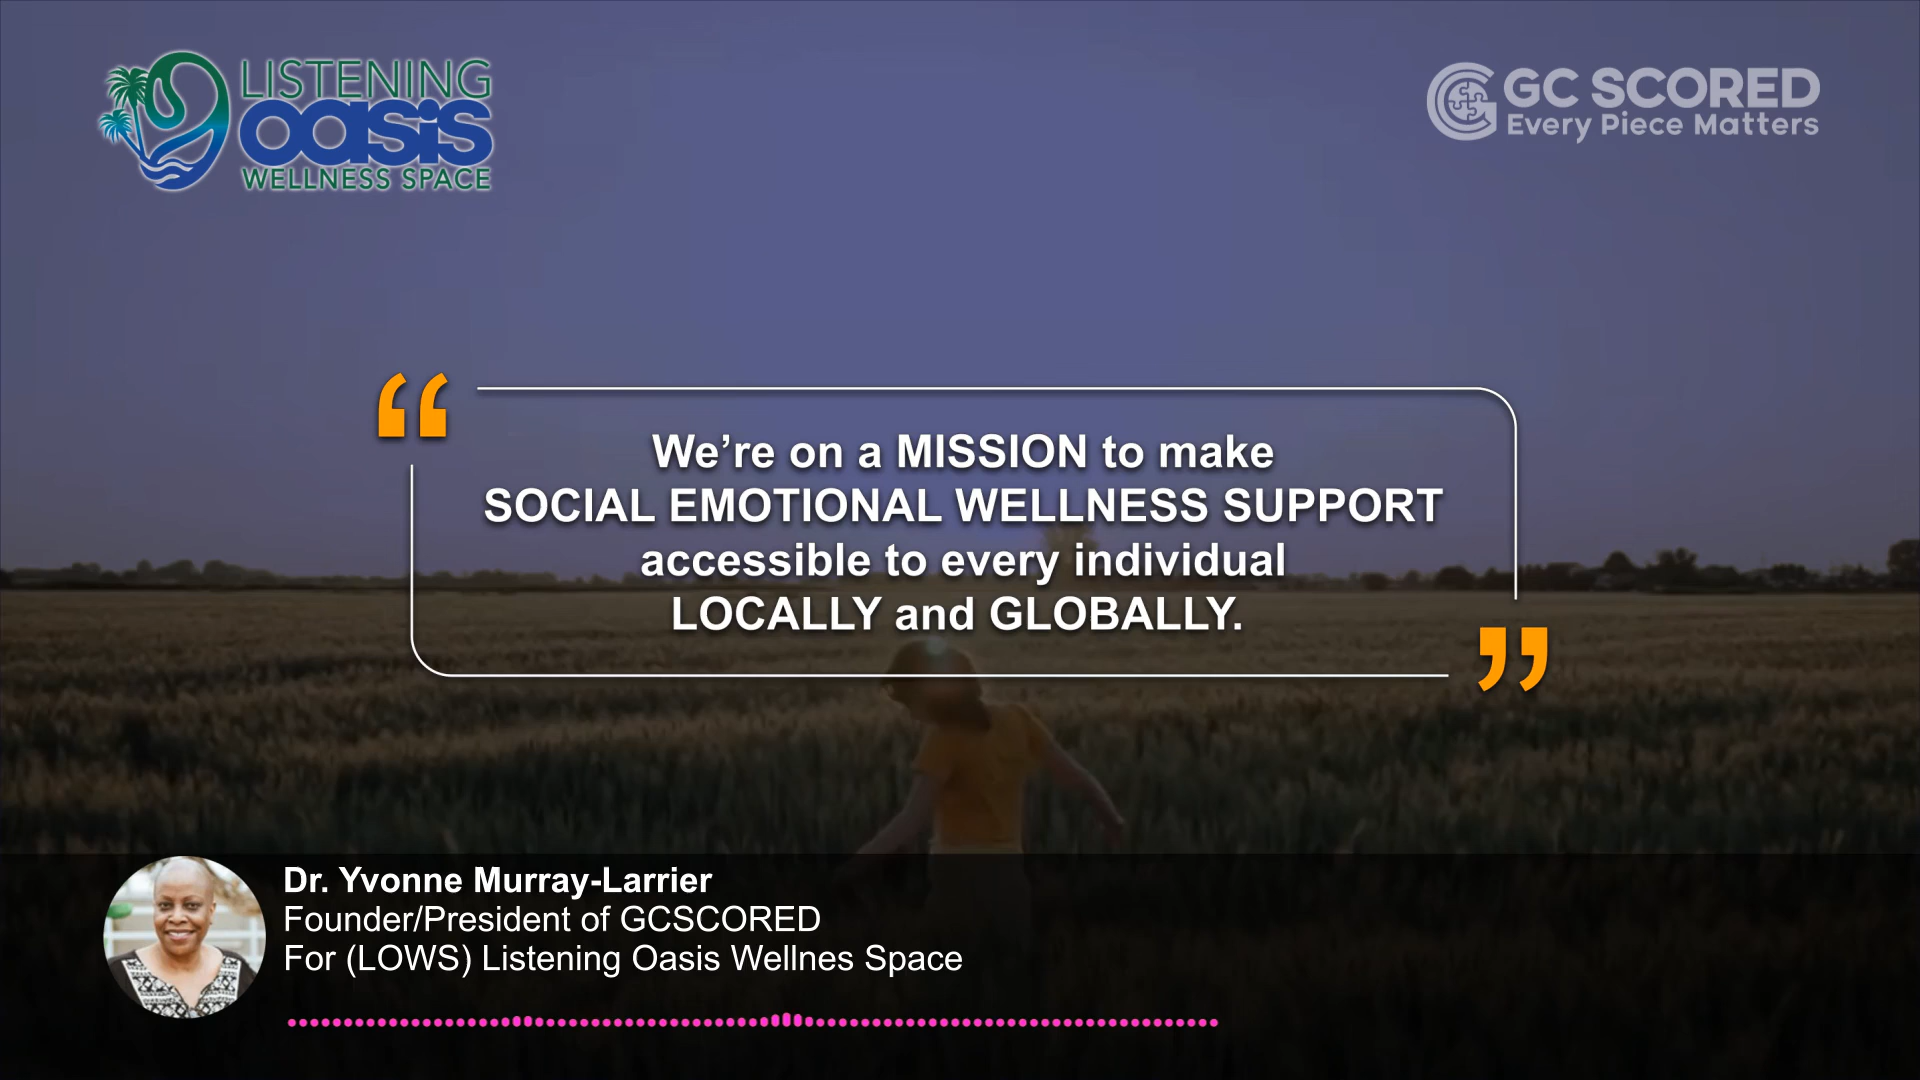 LISTENING
oasis
WELLNESS SPACE
GC SCORED
Every Piece Matters
“
We’re on a MISSION to make
SOCIAL EMOTIONAL WELLNESS SUPPORT
accessible to every individual
LOCALLY and GLOBALLY.
”
Dr. Yvonne Murray-Larrier
Founder/President of GCSCORED
For (LOWS) Listening Oasis Wellnes Space